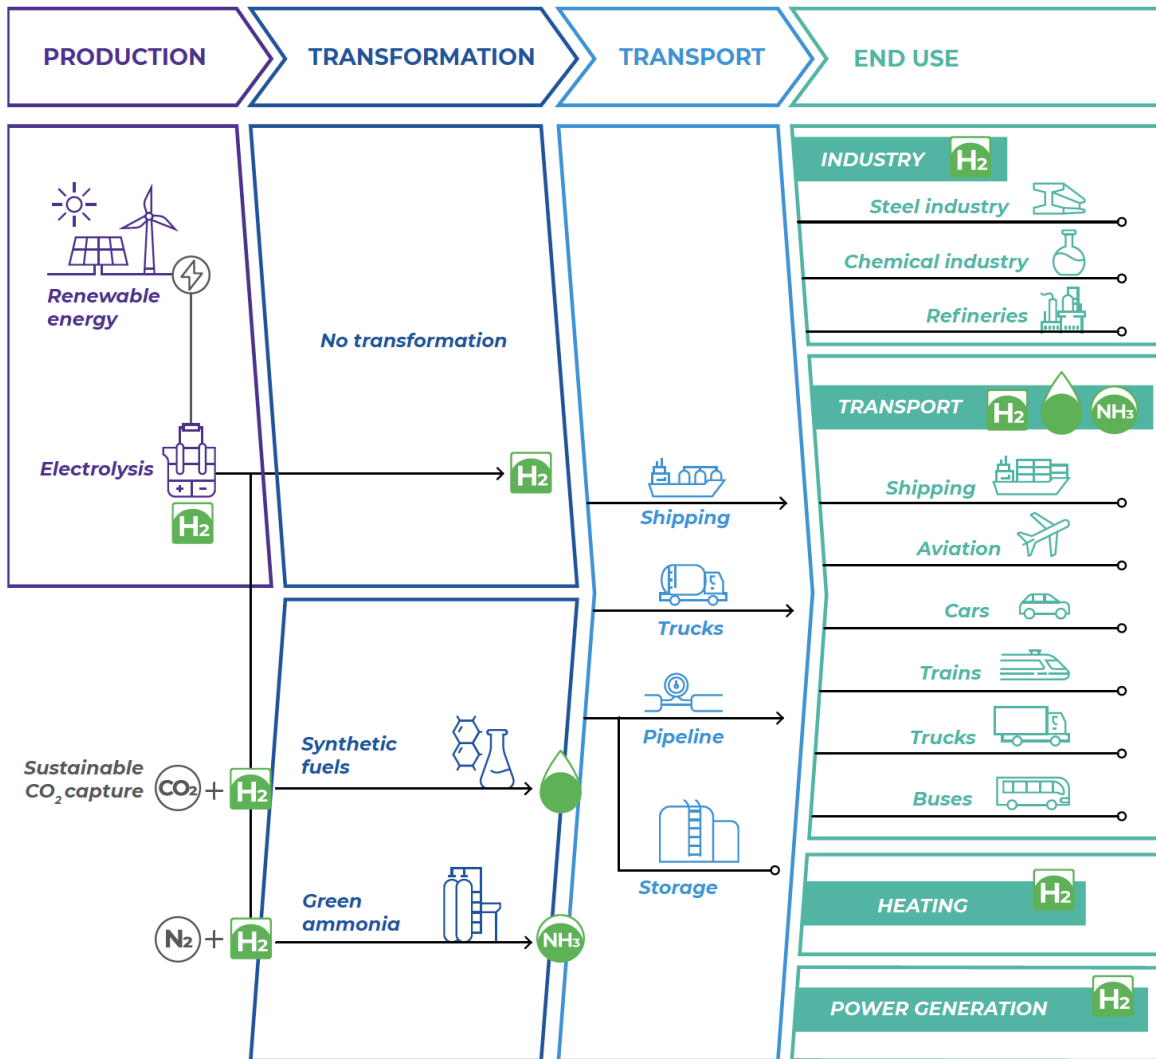 PRODUCTION
TRANSFORMATION
TRANSPORT
END USE
Renewable
energy
Electrolysis
+ −
H₂
Sustainable
CO₂ capture
CO₂ + H₂
N₂ + H₂
No transformation
H₂
Synthetic
fuels
Green
ammonia
NH₃
Shipping
Trucks
Pipeline
Storage
INDUSTRY H₂
Steel industry
Chemical industry
Refineries
TRANSPORT H₂ NH₃
Shipping
Aviation
Cars
Trains
Trucks
Buses
HEATING H₂
POWER GENERATION H₂